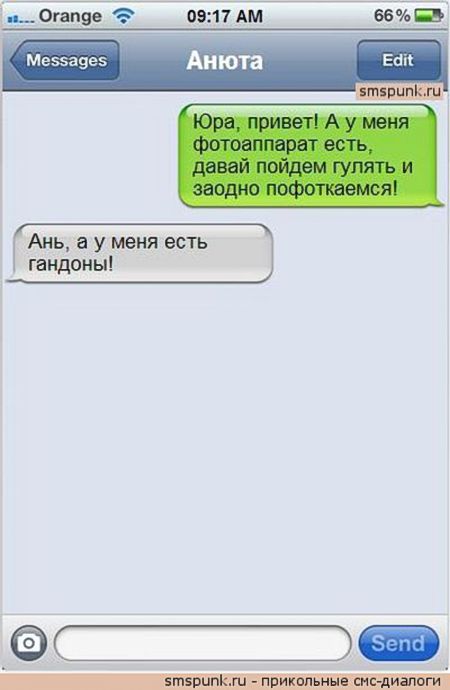 Orange 09:17 AM 66%
Messages Анюта Edit
smspunk.ru
Юра, привет! А у меня
фотоаппарат есть,
давай пойдем гулять и
заодно пофоткаемся!
Ань, а у меня есть
гандоны!
Send
smspunk.ru - прикольные смс-диалоги